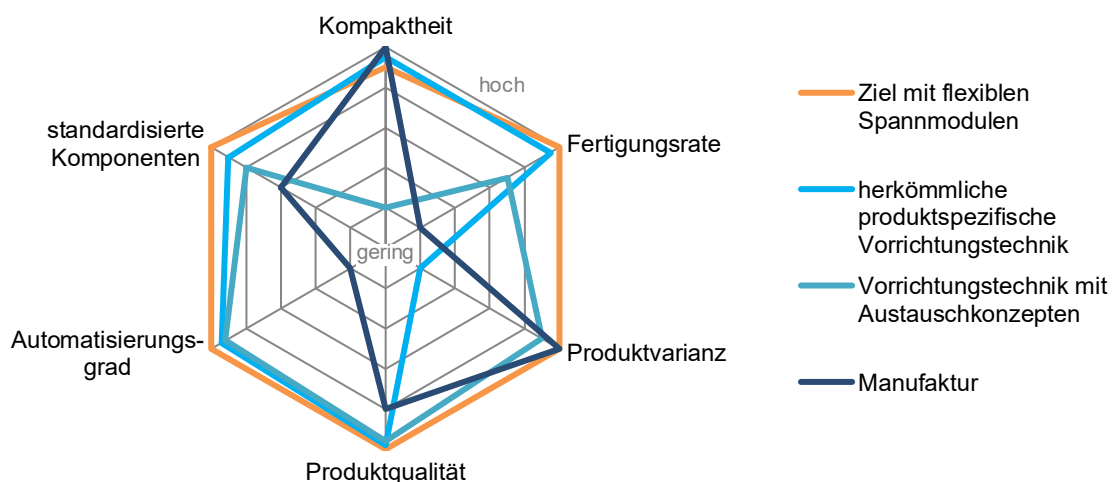 Kompaktheit
hoch
standardisierte
Komponenten
Fertigungsrate
gering
Automatisierungs-
grad
Produktvarianz
Produktqualität
Ziel mit flexiblen
Spannmodulen
herkömmliche
produktspezifische
Vorrichtungstechnik
Vorrichtungstechnik mit
Austauschkonzepten
Manufaktur